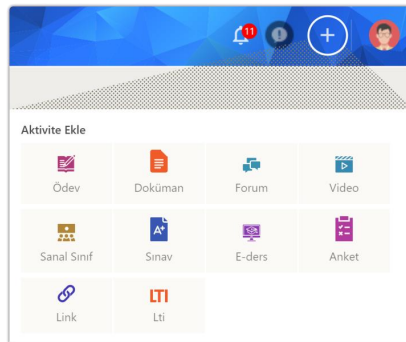 11
Aktivite Ekle
Ödev Doküman Forum Video
A+
Sanal Sınıf Sınav E-ders Anket
LTI
Link Lti